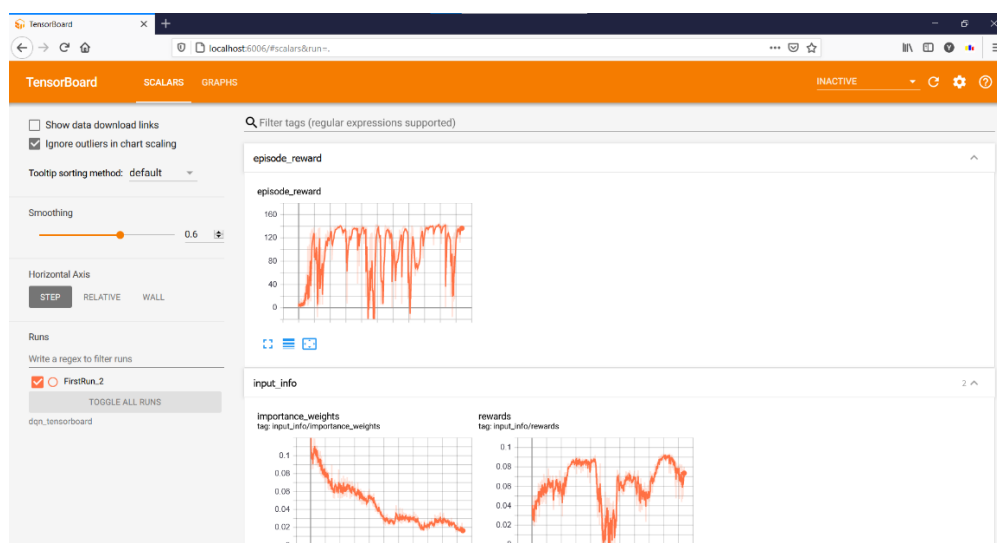 TensorBoard
localhost:6006/#scalars&run=.
TensorBoard SCALARS GRAPHS INACTIVE
Show data download links
Ignore outliers in chart scaling
Tooltip sorting method: default
Smoothing
0.6
Horizontal Axis
STEP RELATIVE WALL
Runs
Write a regex to filter runs
FirstRun_2
TOGGLE ALL RUNS
dqn_tensorboard
Filter tags (regular expressions supported)
episode_reward
episode_reward
160
120
80
40
0
input_info 2
importance_weights
tag: input_info/importance_weights
0.1
0.08
0.06
0.04
0.02
rewards
tag: input_info/rewards
0.1
0.08
0.06
0.04
0.02